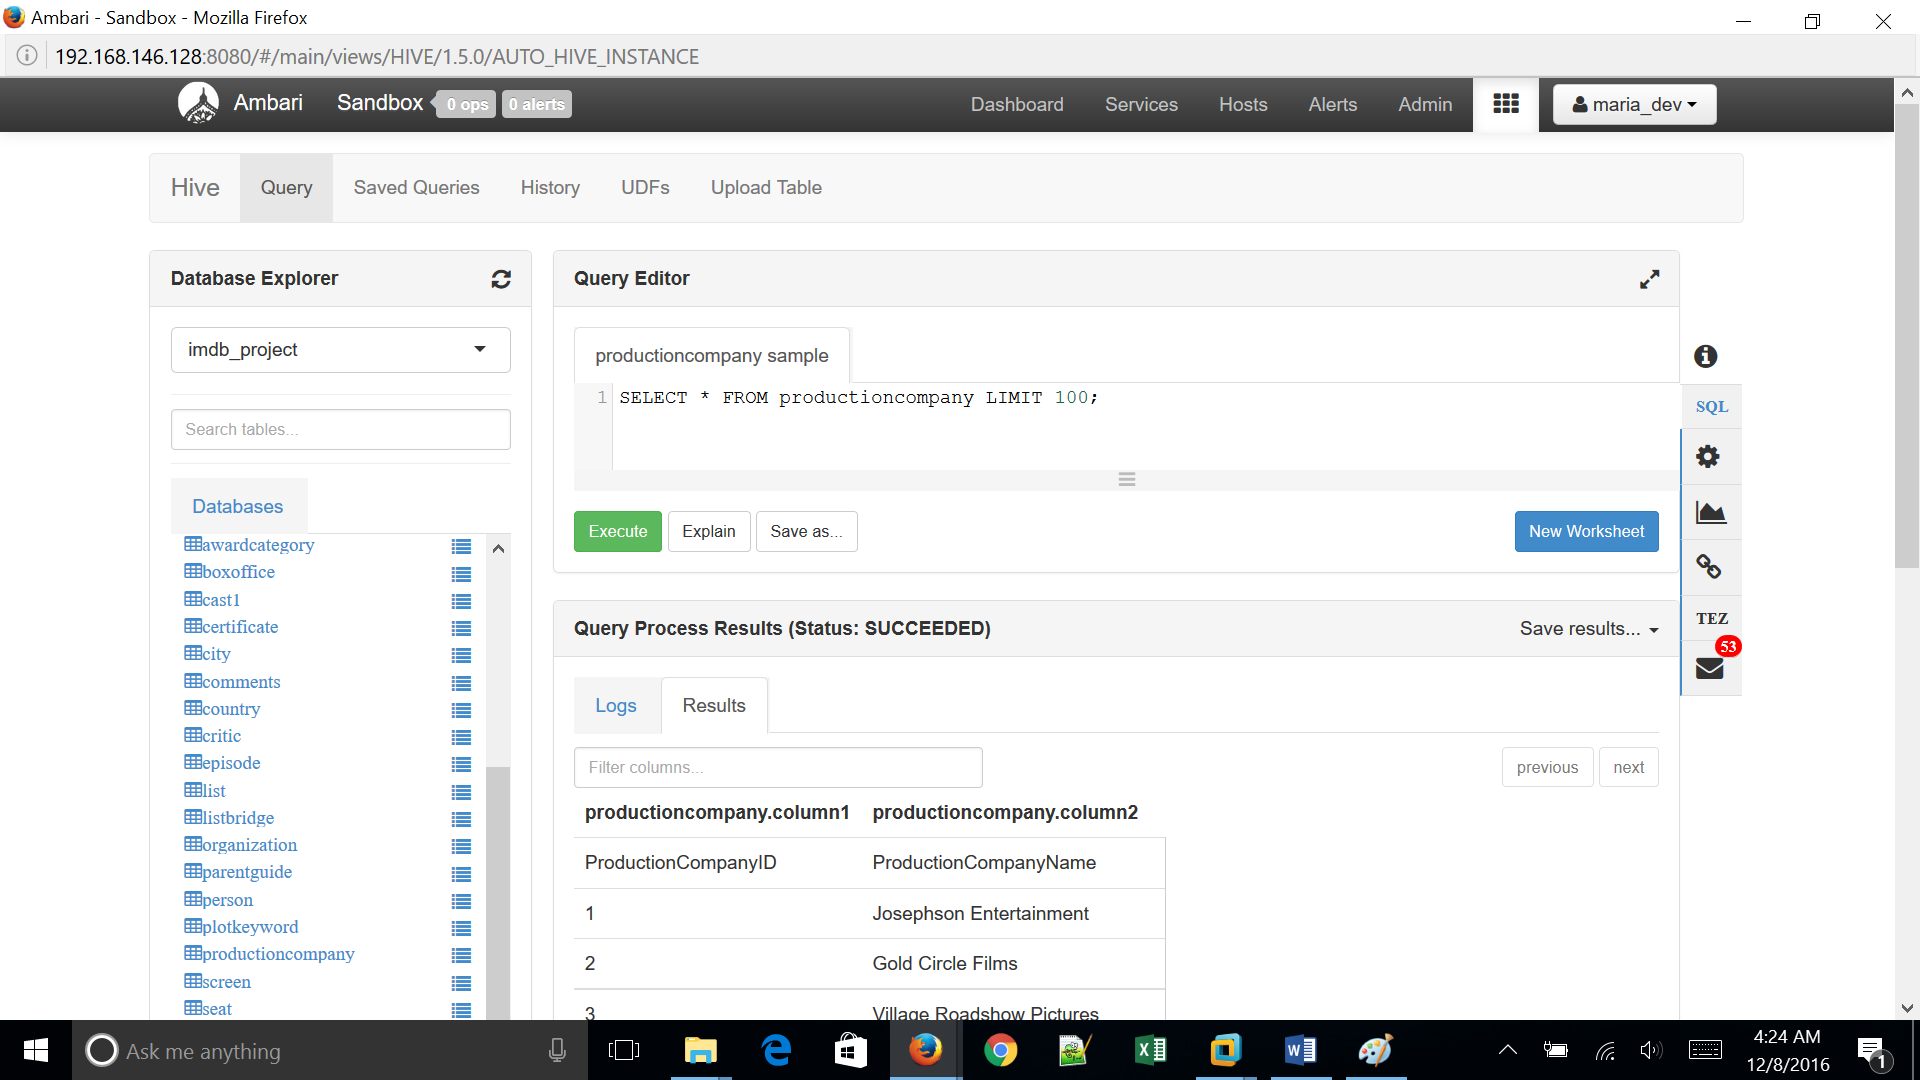 Ambari - Sandbox - Mozilla Firefox
192.168.146.128:8080/#/main/views/HIVE/1.5.0/AUTO_HIVE_INSTANCE
Ambari Sandbox 0 ops 0 alerts Dashboard Services Hosts Alerts Admin maria_dev
Hive Query Saved Queries History UDFs Upload Table
Database Explorer
imdb_project
Search tables...
Databases
awardcategory
boxoffice
cast1
certificate
city
comments
country
critic
episode
list
listbridge
organization
parentguide
person
plotkeyword
productioncompany
screen
seat
Query Editor
productioncompany sample
1 SELECT * FROM productioncompany LIMIT 100;
Execute Explain Save as... New Worksheet
SQL
TEZ
53
Query Process Results (Status: SUCCEEDED) Save results...
Logs Results
Filter columns... previous next
productioncompany.column1 productioncompany.column2
ProductionCompanyID ProductionCompanyName
1 Josephson Entertainment
2 Gold Circle Films
3 Village Roadshow Pictures
Ask me anything
4:24 AM
12/8/2016
1